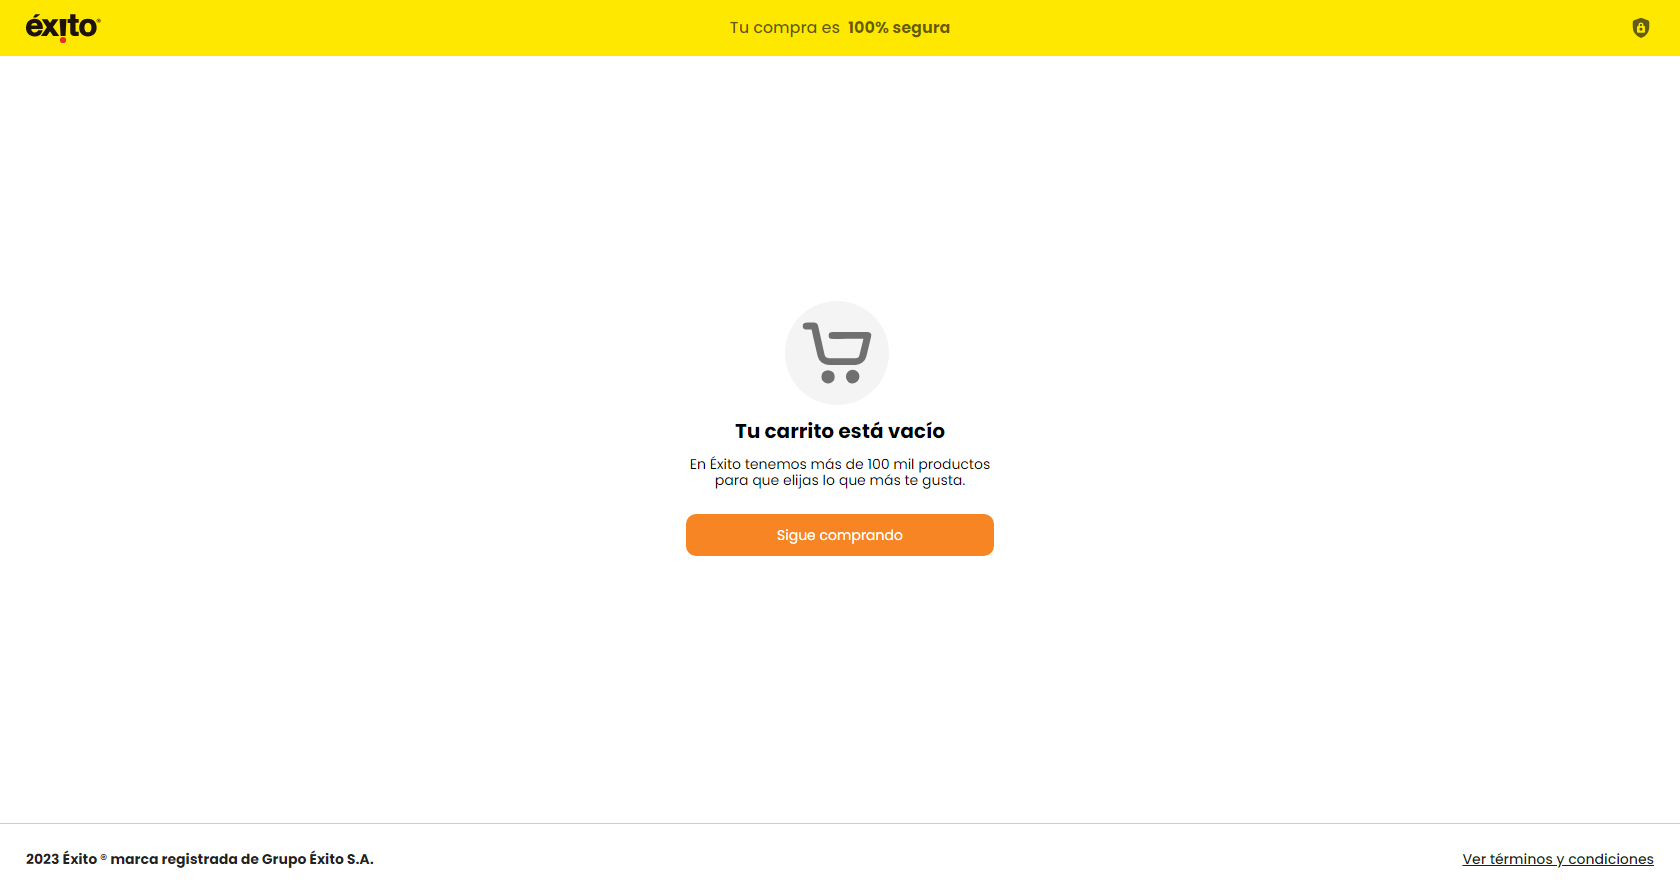 éxito®
Tu compra es 100% segura
Tu carrito está vacío
En Éxito tenemos más de 100 mil productos
para que elijas lo que más te gusta.
Sigue comprando
2023 Éxito ® marca registrada de Grupo Éxito S.A.
Ver términos y condiciones